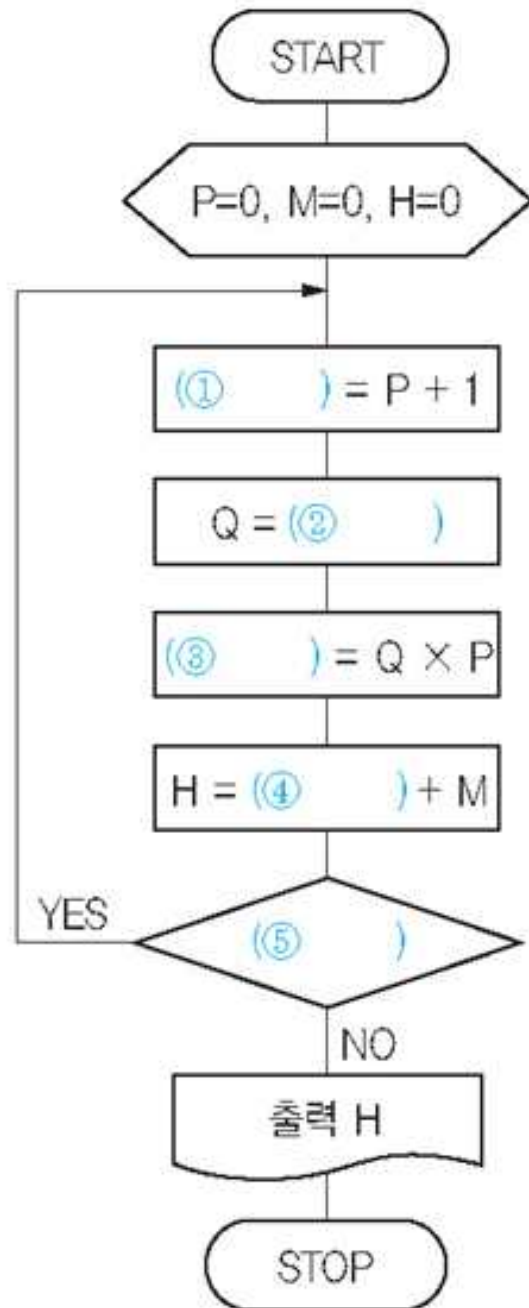 START
P=0, M=0, H=0
(① ) = P + 1
Q = (② )
(③ ) = Q × P
H = (④ ) + M
(⑤ )
YES
NO
출력 H
STOP